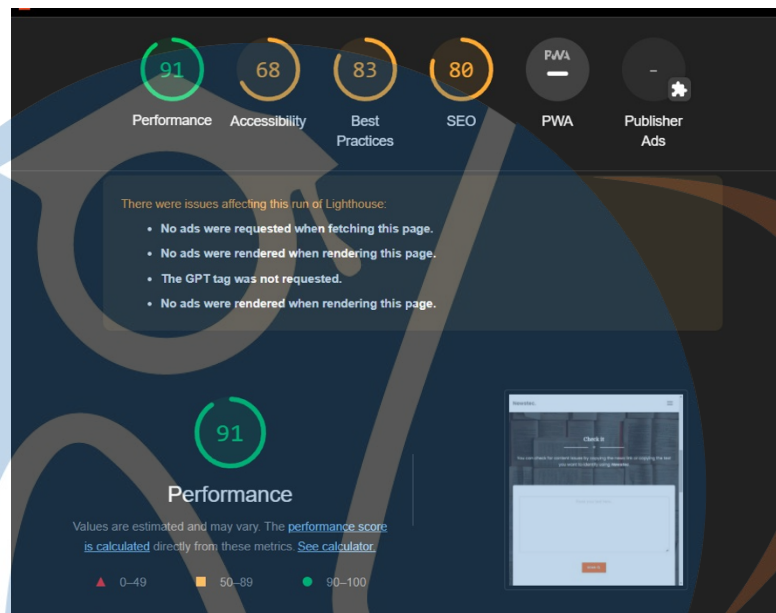 91
68
83
80
PWA
-
Performance
Accessibility
Best
Practices
SEO
PWA
Publisher
Ads
There were issues affecting this run of Lighthouse:
• No ads were requested when fetching this page.
• No ads were rendered when rendering this page.
• The GPT tag was not requested.
• No ads were rendered when rendering this page.
91
Performance
Values are estimated and may vary. The performance score
is calculated directly from these metrics. See calculator.
0–49
50–89
90–100
Check It